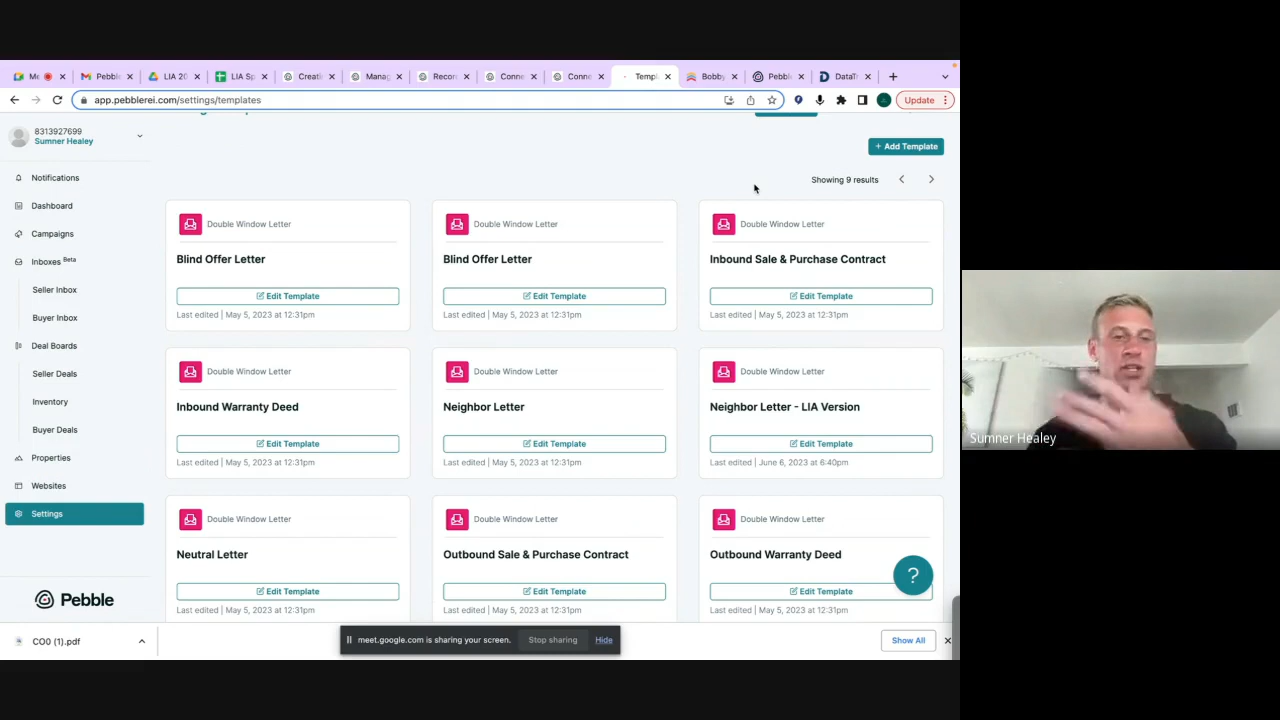 Me
Pebble
LIA 20
LIA Sp
Creati
Manag
Recor
Conne
Conne
Templ
Bobby
Pebble
DataTr
app.pebblerei.com/settings/templates
Update
8313927699
Sumner Healey
+ Add Template
Notifications
Showing 9 results
Dashboard
Campaigns
Inboxes Beta
Seller Inbox
Buyer Inbox
Deal Boards
Seller Deals
Inventory
Buyer Deals
Properties
Websites
Settings
Pebble
Double Window Letter
Blind Offer Letter
Edit Template
Last edited | May 5, 2023 at 12:31pm
Double Window Letter
Blind Offer Letter
Edit Template
Last edited | May 5, 2023 at 12:31pm
Double Window Letter
Inbound Sale & Purchase Contract
Edit Template
Last edited | May 5, 2023 at 12:31pm
Double Window Letter
Inbound Warranty Deed
Edit Template
Last edited | May 5, 2023 at 12:31pm
Double Window Letter
Neighbor Letter
Edit Template
Last edited | May 5, 2023 at 12:31pm
Double Window Letter
Neighbor Letter - LIA Version
Edit Template
Last edited | June 6, 2023 at 6:40pm
Double Window Letter
Neutral Letter
Edit Template
Last edited | May 5, 2023 at 12:31pm
Double Window Letter
Outbound Sale & Purchase Contract
Edit Template
Last edited | May 5, 2023 at 12:31pm
Double Window Letter
Outbound Warranty Deed
Edit Template
Last edited | May 5, 2023 at 12:31pm
?
CO0 (1).pdf
meet.google.com is sharing your screen.
Stop sharing
Hide
Show All
Sumner Healey